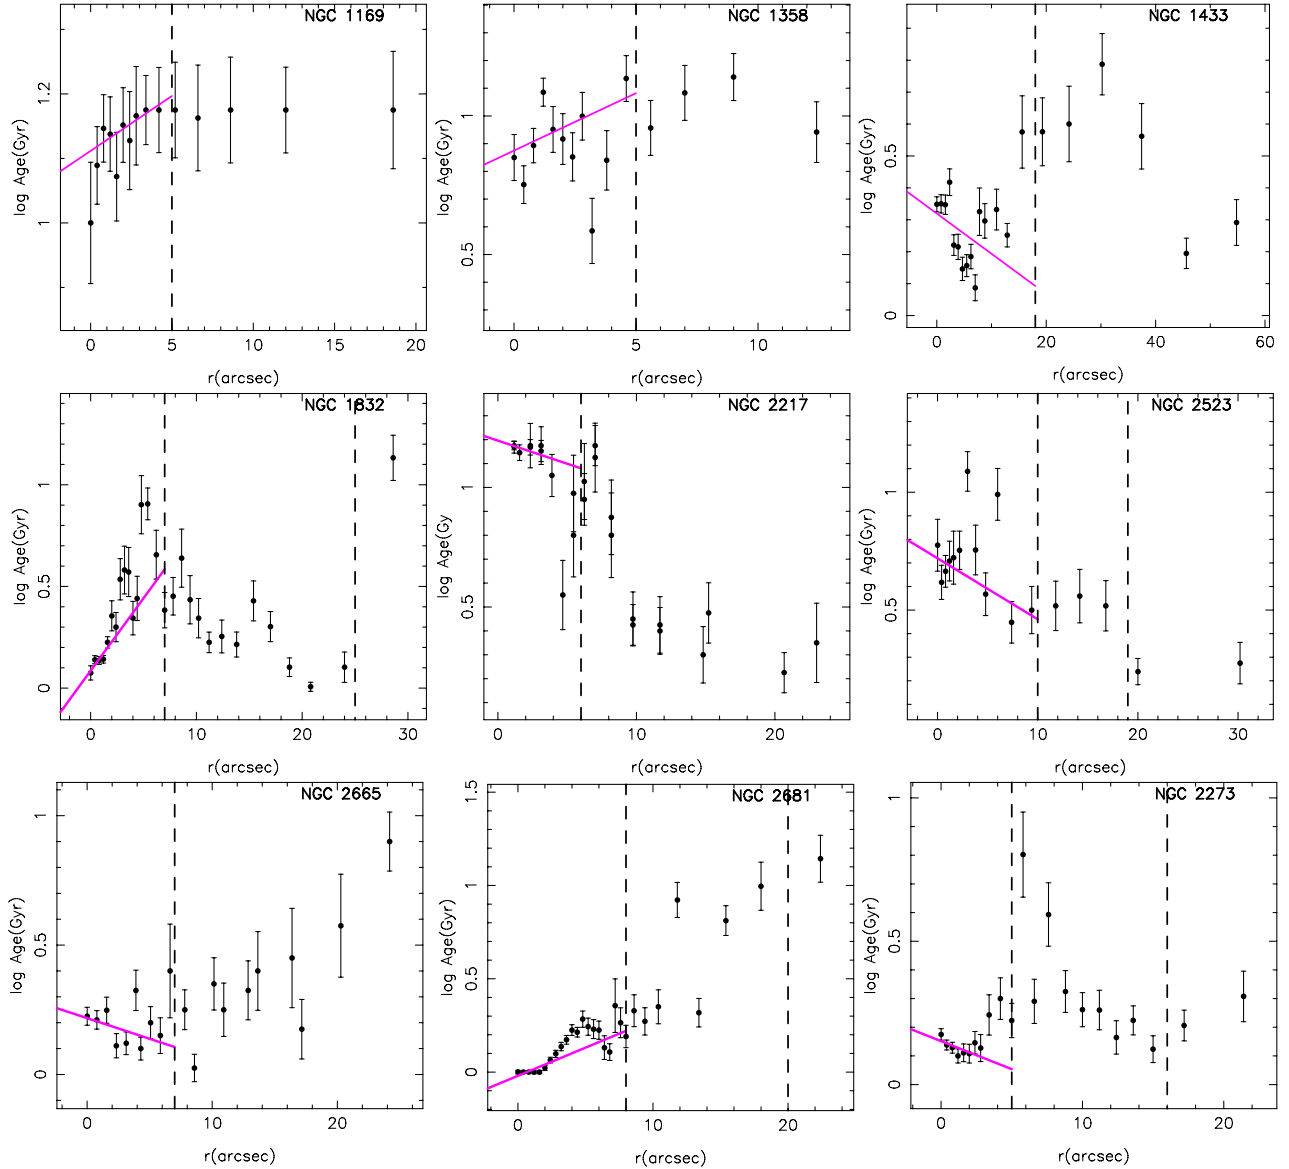 NGC 1169
NGC 1358
NGC 1433
log Age(Gyr)
1.2
1
log Age(Gyr)
1
0.5
log Age(Gyr)
0.5
0
0 5 10 15 20
0 5 10
0 20 40 60
r(arcsec)
r(arcsec)
r(arcsec)
NGC 1832
NGC 2217
NGC 2523
log Age(Gyr)
1
0.5
0
log Age(Gy
1
0.5
log Age(Gyr)
1
0.5
0 10 20 30
0 10 20
0 10 20 30
r(arcsec)
r(arcsec)
r(arcsec)
NGC 2665
NGC 2681
NGC 2273
log Age(Gyr)
1
0.5
0
log Age(Gyr)
1.5
1
0.5
0
log Age(Gyr)
1
0.5
0
0 10 20
0 10 20
0 10 20
r(arcsec)
r(arcsec)
r(arcsec)